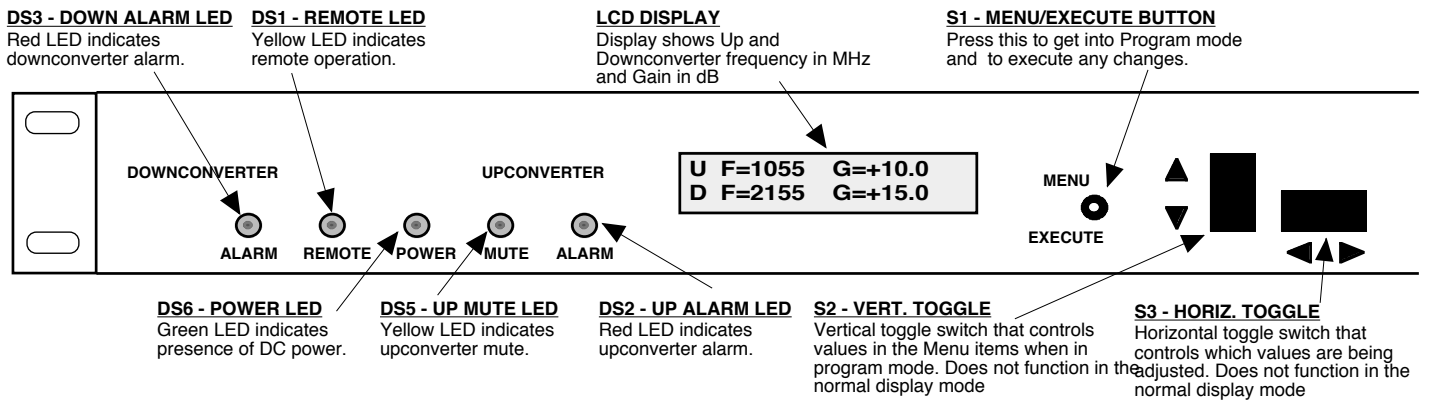 DS3 - DOWN ALARM LED
Red LED indicates
downconverter alarm.
DS1 - REMOTE LED
Yellow LED indicates
remote operation.
LCD DISPLAY
Display shows Up and
Downconverter frequency in MHz
and Gain in dB
S1 - MENU/EXECUTE BUTTON
Press this to get into Program mode
and to execute any changes.
DOWNCONVERTER
UPCONVERTER
U F=1055 G=+10.0
D F=2155 G=+15.0
MENU
EXECUTE
ALARM
REMOTE
POWER
MUTE
ALARM
DS6 - POWER LED
Green LED indicates
presence of DC power.
DS5 - UP MUTE LED
Yellow LED indicates
upconverter mute.
DS2 - UP ALARM LED
Red LED indicates
upconverter alarm.
S2 - VERT. TOGGLE
Vertical toggle switch that controls
values in the Menu items when in
program mode. Does not function in the
normal display mode
S3 - HORIZ. TOGGLE
Horizontal toggle switch that
controls which values are being
adjusted. Does not function in the
normal display mode